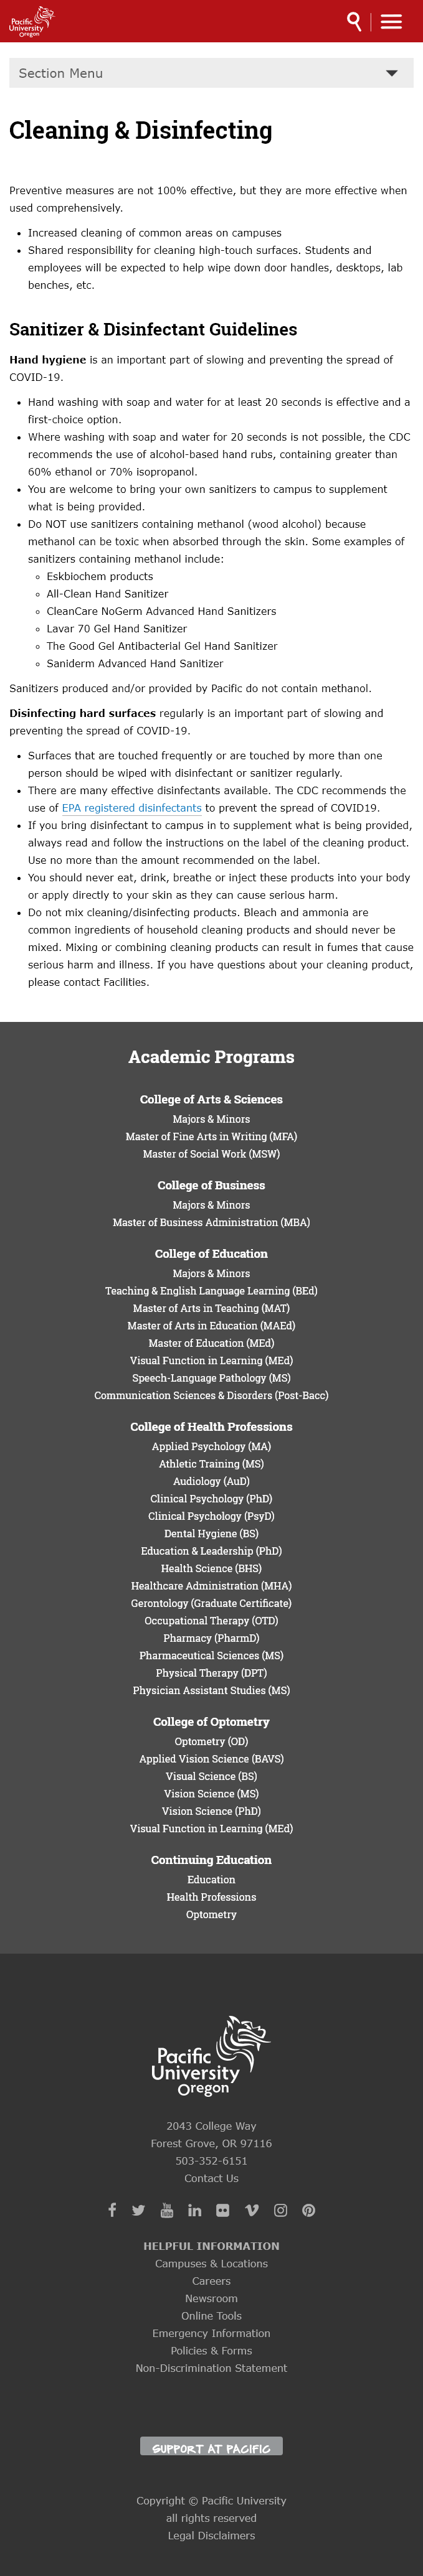 Pacific
University
Oregon
Section Menu
Cleaning & Disinfecting
Preventive measures are not 100% effective, but they are more effective when
used comprehensively.
• Increased cleaning of common areas on campuses
• Shared responsibility for cleaning high-touch surfaces. Students and
employees will be expected to help wipe down door handles, desktops, lab
benches, etc.
Sanitizer & Disinfectant Guidelines
Hand hygiene is an important part of slowing and preventing the spread of
COVID-19.
• Hand washing with soap and water for at least 20 seconds is effective and a
first-choice option.
• Where washing with soap and water for 20 seconds is not possible, the CDC
recommends the use of alcohol-based hand rubs, containing greater than
60% ethanol or 70% isopropanol.
• You are welcome to bring your own sanitizers to campus to supplement
what is being provided.
• Do NOT use sanitizers containing methanol (wood alcohol) because
methanol can be toxic when absorbed through the skin. Some examples of
sanitizers containing methanol include:
◦ Eskbiochem products
◦ All-Clean Hand Sanitizer
◦ CleanCare NoGerm Advanced Hand Sanitizers
◦ Lavar 70 Gel Hand Sanitizer
◦ The Good Gel Antibacterial Gel Hand Sanitizer
◦ Saniderm Advanced Hand Sanitizer
Sanitizers produced and/or provided by Pacific do not contain methanol.
Disinfecting hard surfaces regularly is an important part of slowing and
preventing the spread of COVID-19.
• Surfaces that are touched frequently or are touched by more than one
person should be wiped with disinfectant or sanitizer regularly.
• There are many effective disinfectants available. The CDC recommends the
use of EPA registered disinfectants to prevent the spread of COVID19.
• If you bring disinfectant to campus in to supplement what is being provided,
always read and follow the instructions on the label of the cleaning product.
Use no more than the amount recommended on the label.
• You should never eat, drink, breathe or inject these products into your body
or apply directly to your skin as they can cause serious harm.
• Do not mix cleaning/disinfecting products. Bleach and ammonia are
common ingredients of household cleaning products and should never be
mixed. Mixing or combining cleaning products can result in fumes that cause
serious harm and illness. If you have questions about your cleaning product,
please contact Facilities.
Academic Programs
College of Arts & Sciences
Majors & Minors
Master of Fine Arts in Writing (MFA)
Master of Social Work (MSW)
College of Business
Majors & Minors
Master of Business Administration (MBA)
College of Education
Majors & Minors
Teaching & English Language Learning (BEd)
Master of Arts in Teaching (MAT)
Master of Arts in Education (MAEd)
Master of Education (MEd)
Visual Function in Learning (MEd)
Speech-Language Pathology (MS)
Communication Sciences & Disorders (Post-Bacc)
College of Health Professions
Applied Psychology (MA)
Athletic Training (MS)
Audiology (AuD)
Clinical Psychology (PhD)
Clinical Psychology (PsyD)
Dental Hygiene (BS)
Education & Leadership (PhD)
Health Science (BHS)
Healthcare Administration (MHA)
Gerontology (Graduate Certificate)
Occupational Therapy (OTD)
Pharmacy (PharmD)
Pharmaceutical Sciences (MS)
Physical Therapy (DPT)
Physician Assistant Studies (MS)
College of Optometry
Optometry (OD)
Applied Vision Science (BAVS)
Visual Science (BS)
Vision Science (MS)
Vision Science (PhD)
Visual Function in Learning (MEd)
Continuing Education
Education
Health Professions
Optometry
Pacific
University
Oregon
2043 College Way
Forest Grove, OR 97116
503-352-6151
Contact Us
HELPFUL INFORMATION
Campuses & Locations
Careers
Newsroom
Online Tools
Emergency Information
Policies & Forms
Non-Discrimination Statement
SUPPORT AT PACIFIC
Copyright © Pacific University
all rights reserved
Legal Disclaimers